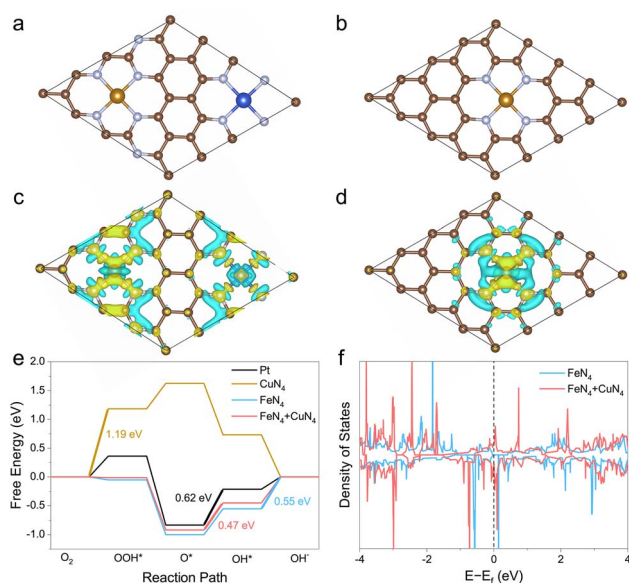 a
b
c
d
e
f
2.0
1.5
1.0
0.5
0.0
-0.5
-1.0
Free Energy (eV)
Pt
CuN₄
FeN₄
FeN₄+CuN₄
1.19 eV
0.62 eV
0.47 eV
0.55 eV
O₂ OOH* O* OH* OH⁻
Reaction Path
Density of States
FeN₄
FeN₄+CuN₄
-4 -2 0 2 4
E−E_f (eV)